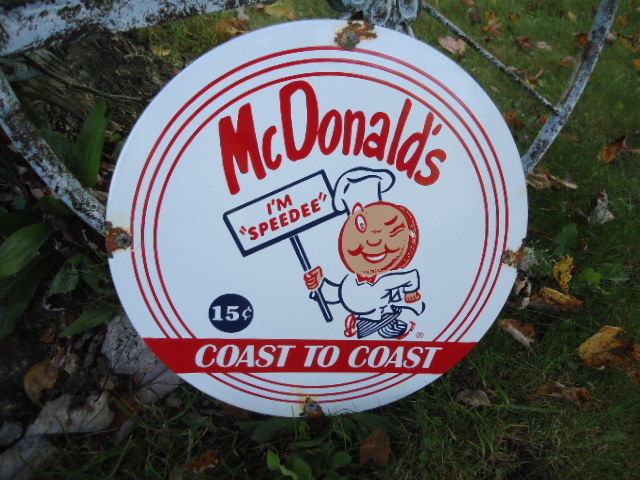 McDonald's
I'M
"SPEEDEE"
15¢
COAST TO COAST
®